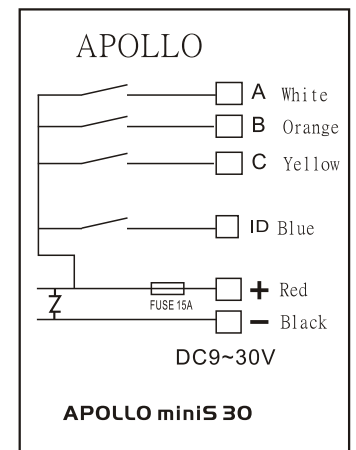 APOLLO
A White
B Orange
C Yellow
ID Blue
+ Red
FUSE 15A
− Black
DC9~30V
APOLLO miniS 30